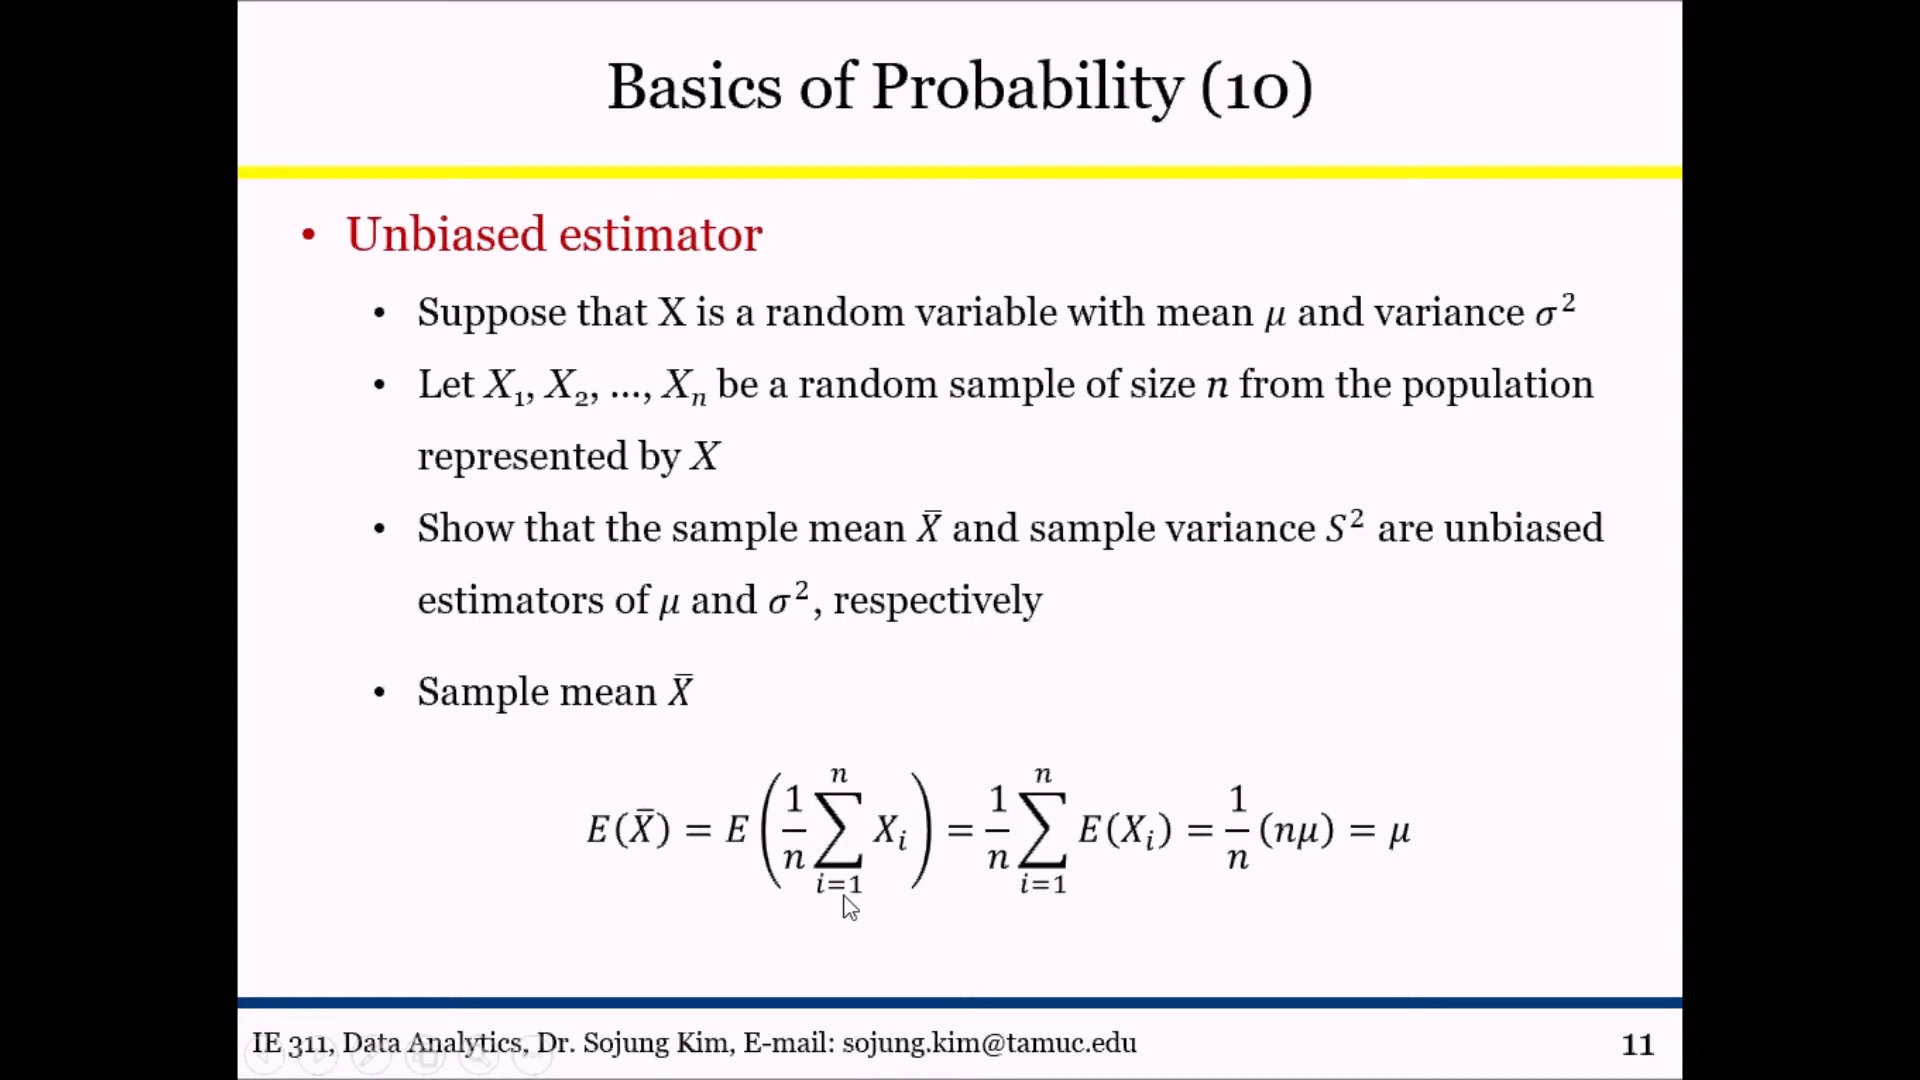 Basics of Probability (10)
• Unbiased estimator
• Suppose that X is a random variable with mean μ and variance σ²
• Let X₁, X₂, ..., Xₙ be a random sample of size n from the population
represented by X
• Show that the sample mean X̄ and sample variance S² are unbiased
estimators of μ and σ², respectively
• Sample mean X̄
E(X̄) = E(1/n ∑ᵢ₌₁ⁿ Xᵢ) = 1/n ∑ᵢ₌₁ⁿ E(Xᵢ) = 1/n (nμ) = μ
IE 311, Data Analytics, Dr. Sojung Kim, E-mail: sojung.kim@tamuc.edu
11